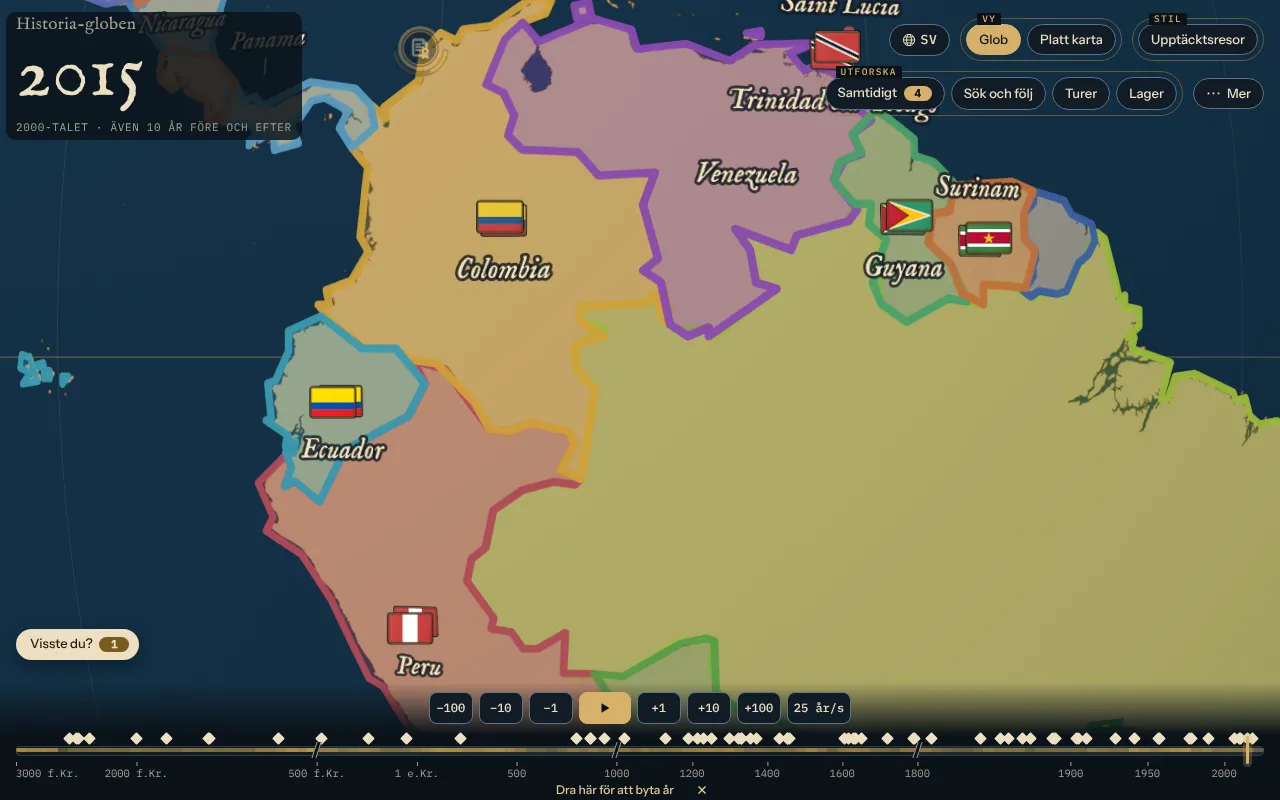 Historia-globen
Nicaragua
Panama
2015
2000-TALET · ÄVEN 10 ÅR FÖRE OCH EFTER
Saint Lucia
SV
VY
Glob
Platt karta
STIL
Upptäcktsresor
UTFORSKA
Samtidigt 4
Sök och följ
Turer
Lager
··· Mer
Trinidad
Venezuela
Surinam
Guyana
Colombia
Ecuador
Peru
Visste du? 1
−100
−10
−1
+1
+10
+100
25 år/s
3000 f.Kr.
2000 f.Kr.
500 f.Kr.
1 e.Kr.
500
1000
1200
1400
1600
1800
1900
1950
2000
Dra här för att byta år ✕